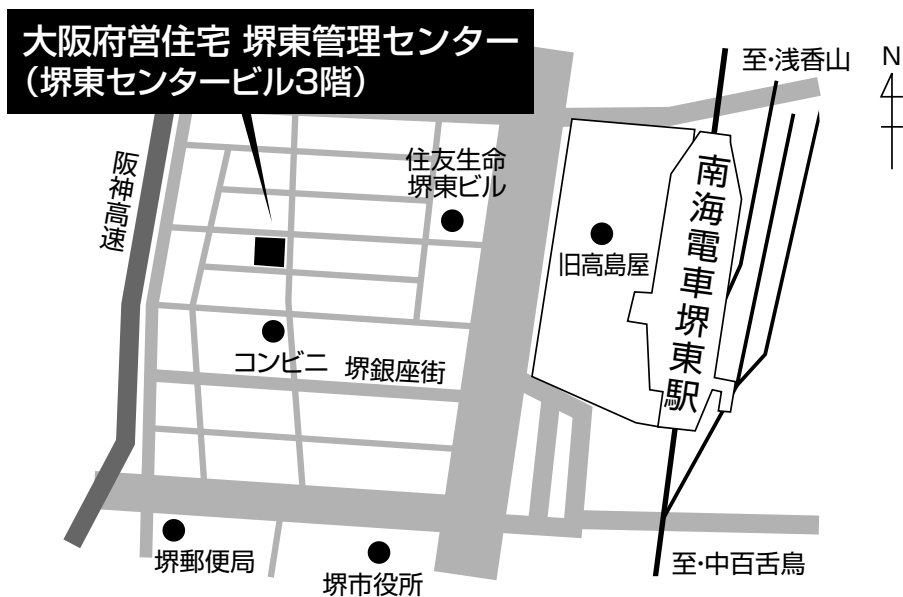 大阪府営住宅 堺東管理センター
（堺東センタービル3階）
至・浅香山
N
阪神高速
住友生命
堺東ビル
旧高島屋
南海電車堺東駅
コンビニ
堺銀座街
堺郵便局
堺市役所
至・中百舌鳥